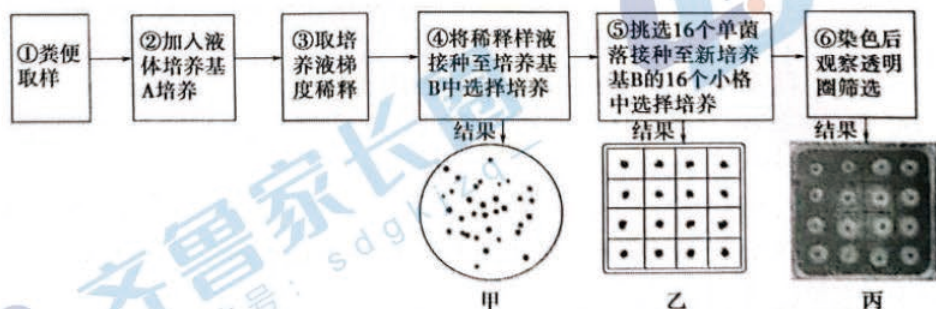 ①粪便
取样
②加入液
体培养基
A培养
③取培
养液梯
度稀释
④将稀释样液
接种至培养基
B中选择培养
⑤挑选16个单菌
落接种至新培养
基B的16个小格
中选择培养
⑥染色后
观察透明
圈筛选
结果
结果
结果
甲
乙
丙
齐鲁家长圈
号：sdgkjzq_